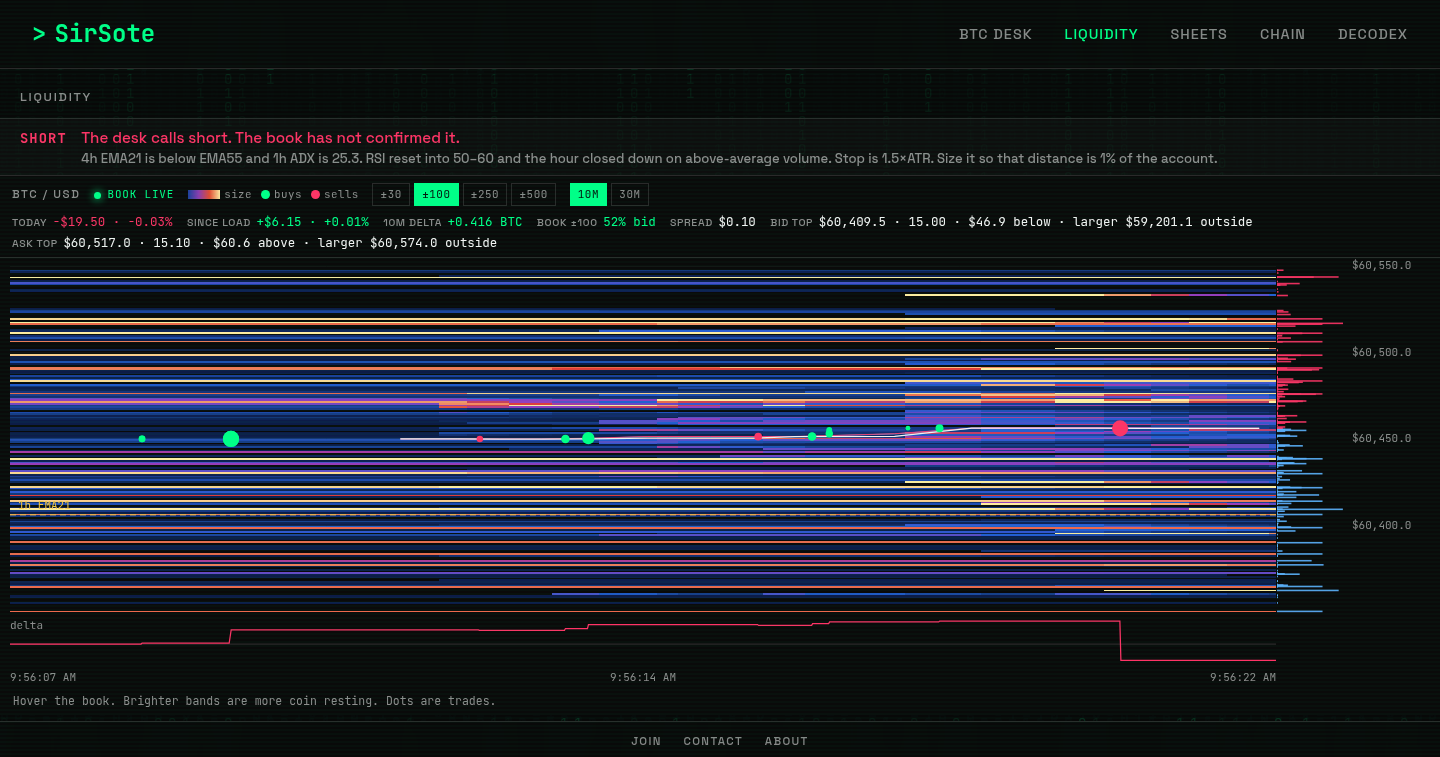 > SirSote
BTC DESK LIQUIDITY SHEETS CHAIN DECODEX
LIQUIDITY
SHORT The desk calls short. The book has not confirmed it.
4h EMA21 is below EMA55 and 1h ADX is 25.3. RSI reset into 50–60 and the hour closed down on above-average volume. Stop is 1.5×ATR. Size it so that distance is 1% of the account.
BTC / USD BOOK LIVE size buys sells ±30 ±100 ±250 ±500 10M 30M
TODAY -$19.50 · -0.03% SINCE LOAD +$6.15 · +0.01% 10M DELTA +0.416 BTC BOOK ±100 52% bid SPREAD $0.10 BID TOP $60,409.5 · 15.00 · $46.9 below · larger $59,201.1 outside
ASK TOP $60,517.0 · 15.10 · $60.6 above · larger $60,574.0 outside
$60,550.0
$60,500.0
$60,450.0
1h EMA21
$60,400.0
delta
9:56:07 AM 9:56:14 AM 9:56:22 AM
Hover the book. Brighter bands are more coin resting. Dots are trades.
JOIN CONTACT ABOUT